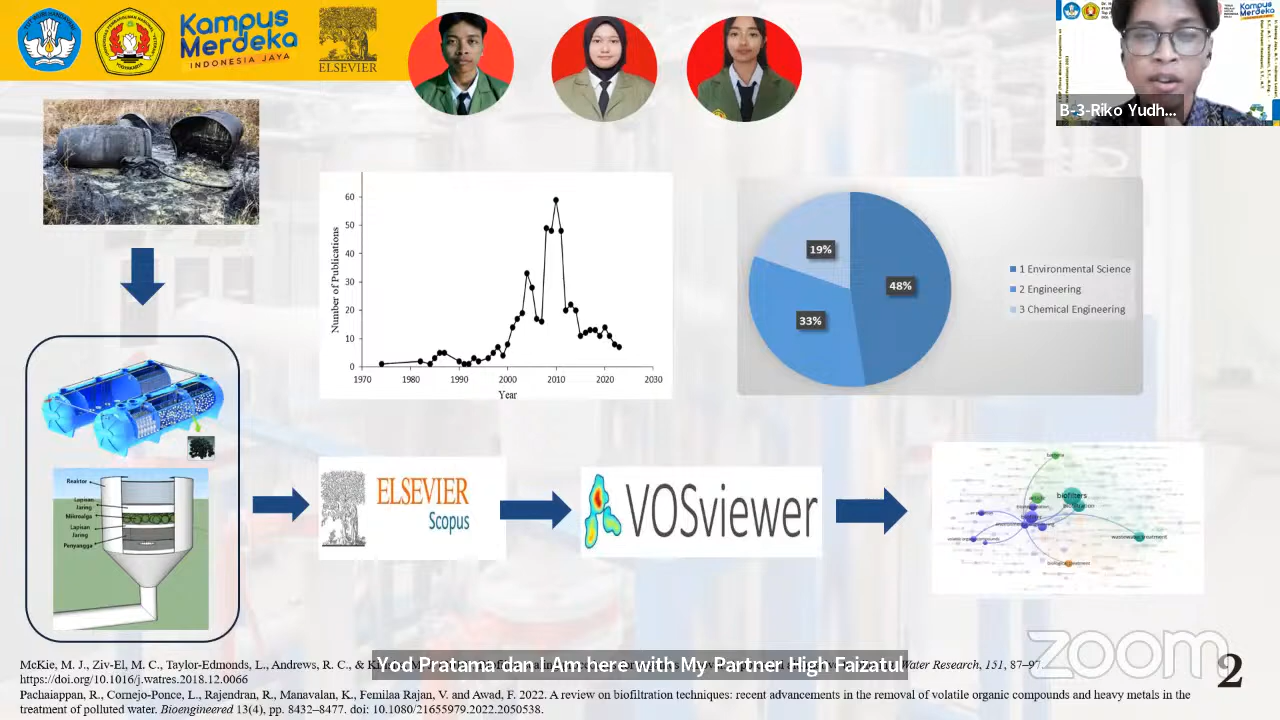 Kampus
Merdeka
INDONESIA JAYA
ELSEVIER
Kampus
Merdeka
B-3-Riko Yudh...
60
50
40
30
20
10
0
Number of Publications
1970 1980 1990 2000 2010 2020 2030
Year
19%
48%
33%
1 Environmental Science
2 Engineering
3 Chemical Engineering
Reaktor
Lapisan
Jaring
Mikroalga
Lapisan
Jaring
Penyangga
ELSEVIER
Scopus
VOSviewer
bacteria
biofilters
biofiltration
wastewater treatment
biological treatment
McKie, M. J., Ziv-El, M. C., Taylor-Edmonds, L., Andrews, R. C., & Water Research, 151, 87–97.
https://doi.org/10.1016/j.watres.2018.12.0066
Yod Pratama dan I Am here with My Partner High Faizatul
zoom
2
Pachaiappan, R., Cornejo-Ponce, L., Rajendran, R., Manavalan, K., Femilaa Rajan, V. and Awad, F. 2022. A review on biofiltration techniques: recent advancements in the removal of volatile organic compounds and heavy metals in the
treatment of polluted water. Bioengineered 13(4), pp. 8432–8477. doi: 10.1080/21655979.2022.2050538.